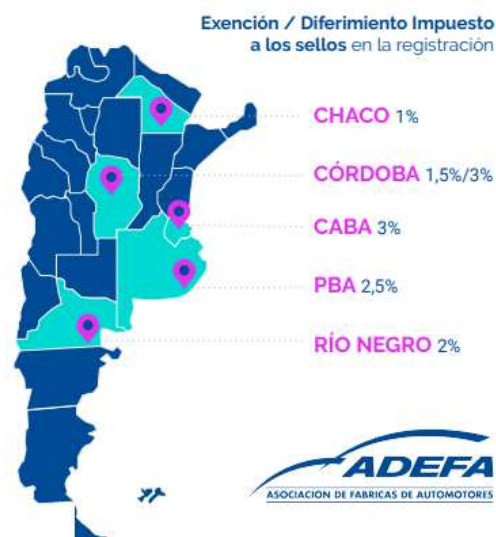 Exención / Diferimiento Impuesto
a los sellos en la registración
CHACO 1%
CÓRDOBA 1,5%/3%
CABA 3%
PBA 2,5%
RÍO NEGRO 2%
ADEFA
ASOCIACION DE FABRICAS DE AUTOMOTORES